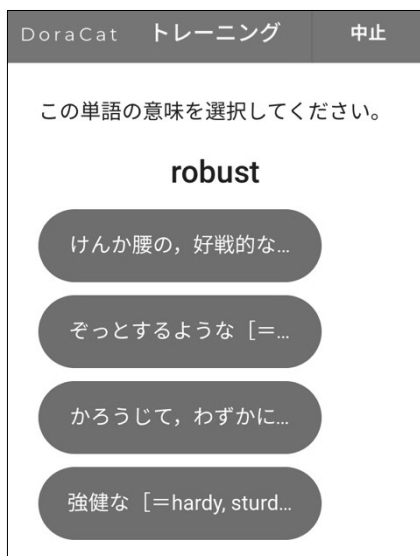 DoraCat トレーニング 中止
この単語の意味を選択してください。
robust
けんか腰の，好戦的な...
ぞっとするような［＝...
かろうじて，わずかに...
強健な［＝hardy, sturd...